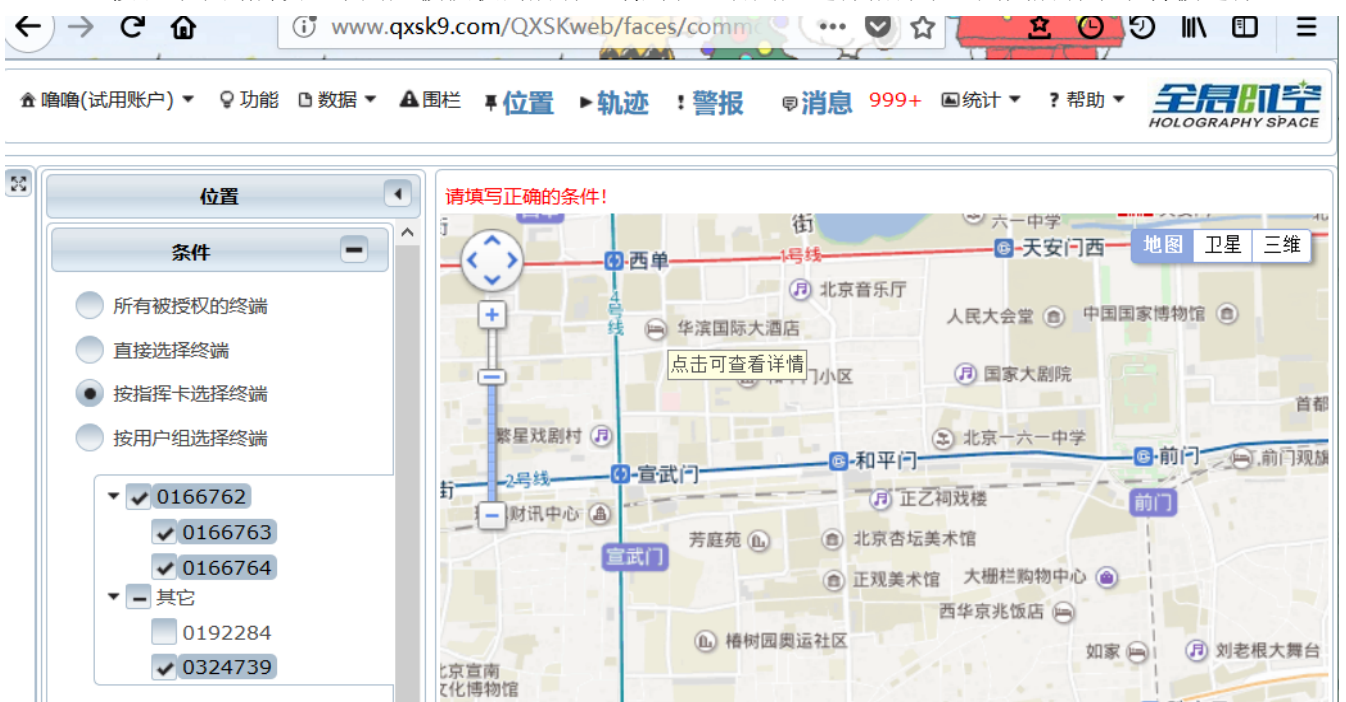 www.qxsk9.com/QXSKweb/faces/comm
噜噜(试用账户) 功能 数据 围栏 位置 轨迹 警报 消息 999+ 统计 帮助
全息时空
HOLOGRAPHY SPACE
位置
请填写正确的条件!
条件
所有被授权的终端
直接选择终端
按指挥卡选择终端
按用户组选择终端
0166762
0166763
0166764
其它
0192284
0324739
地图 卫星 三维
街
六一中学
西单
1号线
天安门西
4号线
北京音乐厅
华滨国际大酒店
人民大会堂
中国国家博物馆
点击可查看详情
门小区
国家大剧院
首都
繁星戏剧村
北京一六一中学
宣武门
和平门
前门
前门观旗
2号线
街
财讯中心
正乙祠戏楼
前门
芳庭苑
北京杏坛美术馆
宣武门
正观美术馆
大栅栏购物中心
西华京兆饭店
椿树园奥运社区
如家
刘老根大舞台
北京宣南
文化博物馆